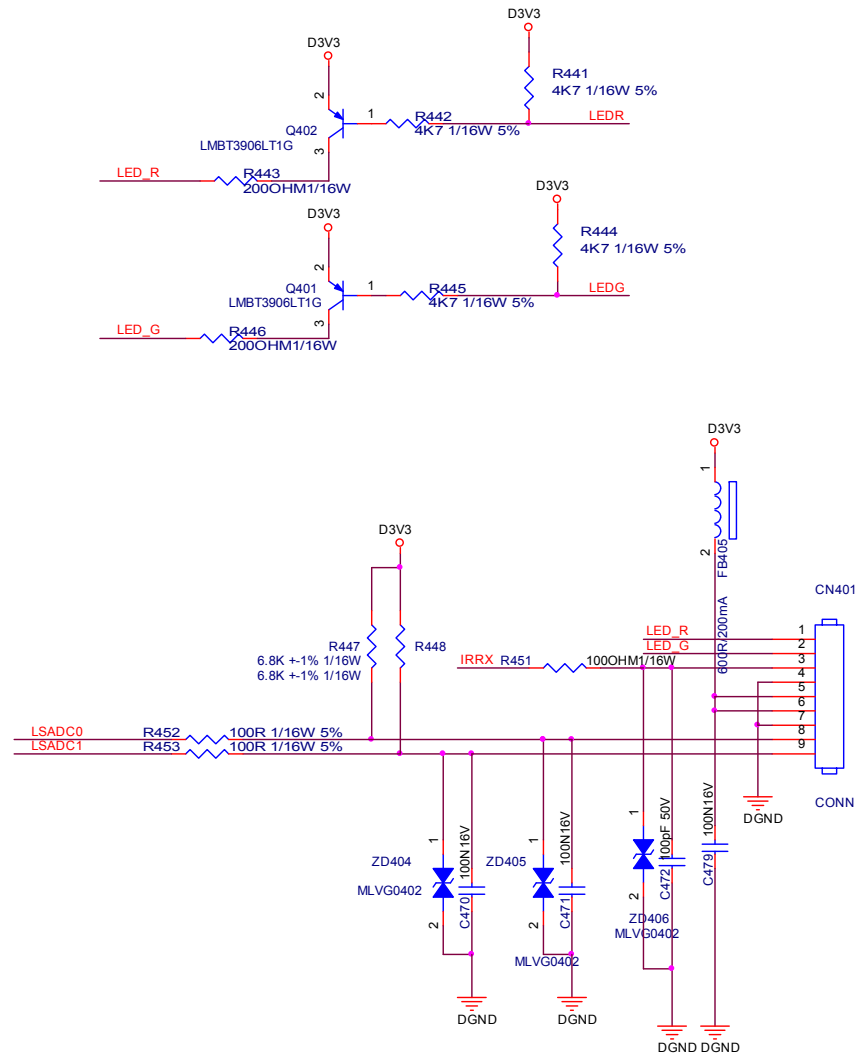 D3V3
D3V3
R441
4K7 1/16W 5%
2
1
R442
4K7 1/16W 5%
LEDR
Q402
LMBT3906LT1G
3
LED_R
R443
200OHM1/16W
D3V3
D3V3
R444
4K7 1/16W 5%
2
1
R445
4K7 1/16W 5%
LEDG
Q401
LMBT3906LT1G
3
LED_G
R446
200OHM1/16W
D3V3
1
2
FB405
600R/200mA
D3V3
CN401
R447
R448
6.8K +-1% 1/16W
6.8K +-1% 1/16W
IRRX
R451
100OHM1/16W
LED_R
LED_G
1
2
3
4
5
6
7
8
9
LSADC0
R452
100R 1/16W 5%
LSADC1
R453
100R 1/16W 5%
CONN
DGND
1
ZD404
MLVG0402
2
100N16V
C470
1
ZD405
2
MLVG0402
100N16V
C471
1
2
ZD406
MLVG0402
100pF 50V
C472
100N16V
C479
DGND
DGND
DGND
DGND